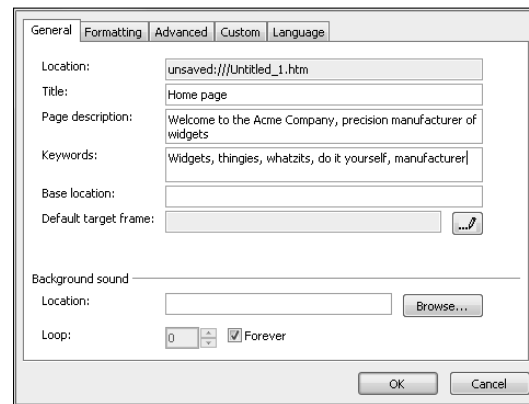 General Formatting Advanced Custom Language
Location: unsaved:///Untitled_1.htm
Title: Home page
Page description: Welcome to the Acme Company, precision manufacturer of
widgets
Keywords: Widgets, thingies, whatzits, do it yourself, manufacturer
Base location:
Default target frame: ...
Background sound
Location: Browse...
Loop: 0 Forever
OK Cancel